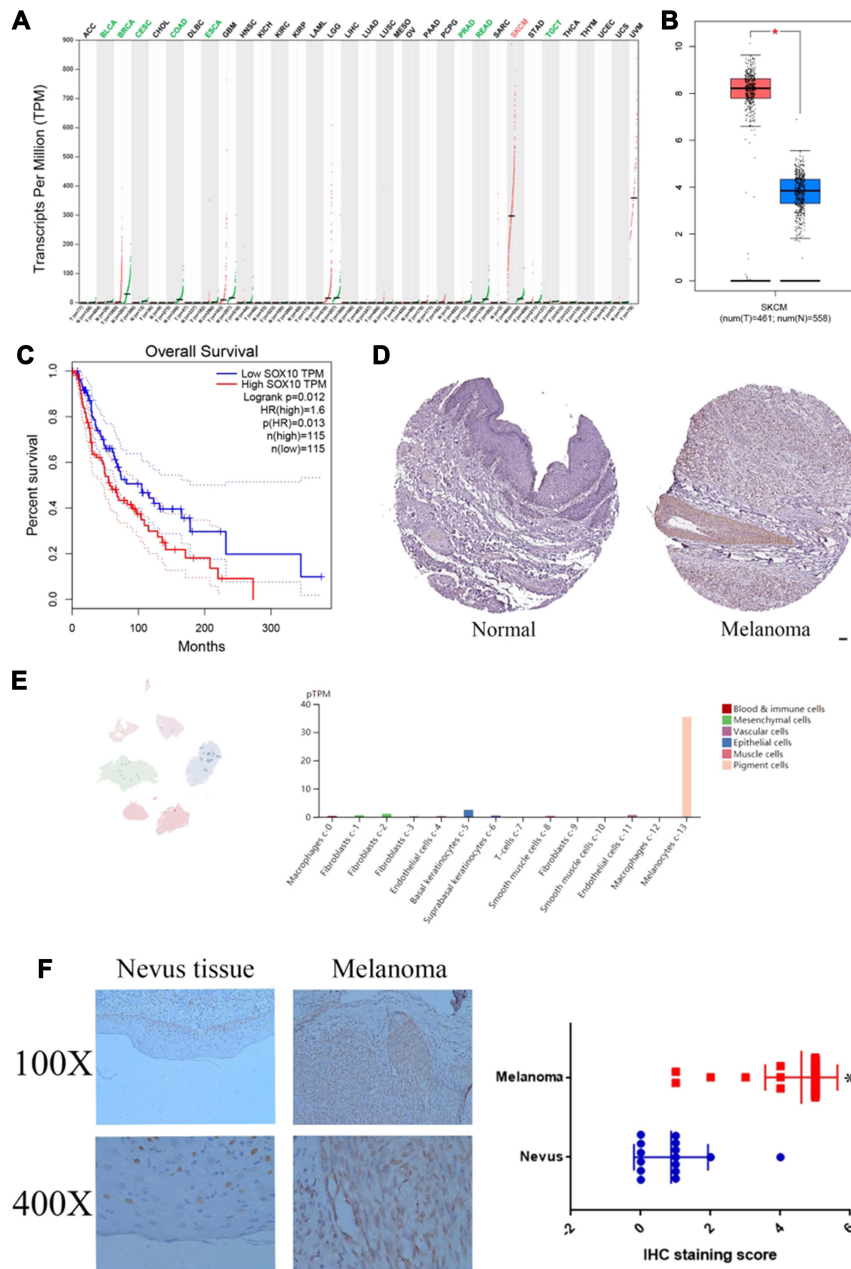 A
ACC BLCA BRCA CESC CHOL COAD DLBC ESCA GBM HNSC KICH KIRC KIRP LAML LGG LIHC LUAD LUSC MESO OV PAAD PCPG PRAD READ SARC SKCM STAD TGCT THCA THYM UCEC UCS UVM
Transcripts Per Million (TPM)
900
800
700
600
500
400
300
200
100
0
B
10
8
6
4
2
0
SKCM
(num(T)=461; num(N)=558)
C
Overall Survival
Low SOX10 TPM
High SOX10 TPM
Logrank p=0.012
HR(high)=1.6
p(HR)=0.013
n(high)=115
n(low)=115
Percent survival
1.0
0.8
0.6
0.4
0.2
0.0
0 100 200 300
Months
D
Normal
Melanoma
E
pTPM
40
30
20
10
0
Macrophages c-0
Fibroblasts c-1
Fibroblasts c-2
Fibroblasts c-3
Endothelial cells c-4
Basal keratinocytes c-5
Suprabasal keratinocytes c-6
T-cells c-7
Smooth muscle cells c-8
Fibroblasts c-9
Smooth muscle cells c-10
Endothelial cells c-11
Macrophages c-12
Melanocytes c-13
Blood & immune cells
Mesenchymal cells
Vascular cells
Epithelial cells
Muscle cells
Pigment cells
F
Nevus tissue
Melanoma
100X
400X
Melanoma
Nevus
-2 0 2 4 6
IHC staining score